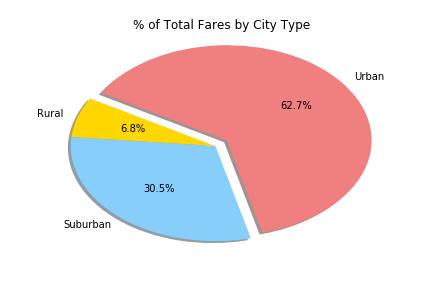 % of Total Fares by City Type
Urban
62.7%
Rural
6.8%
30.5%
Suburban